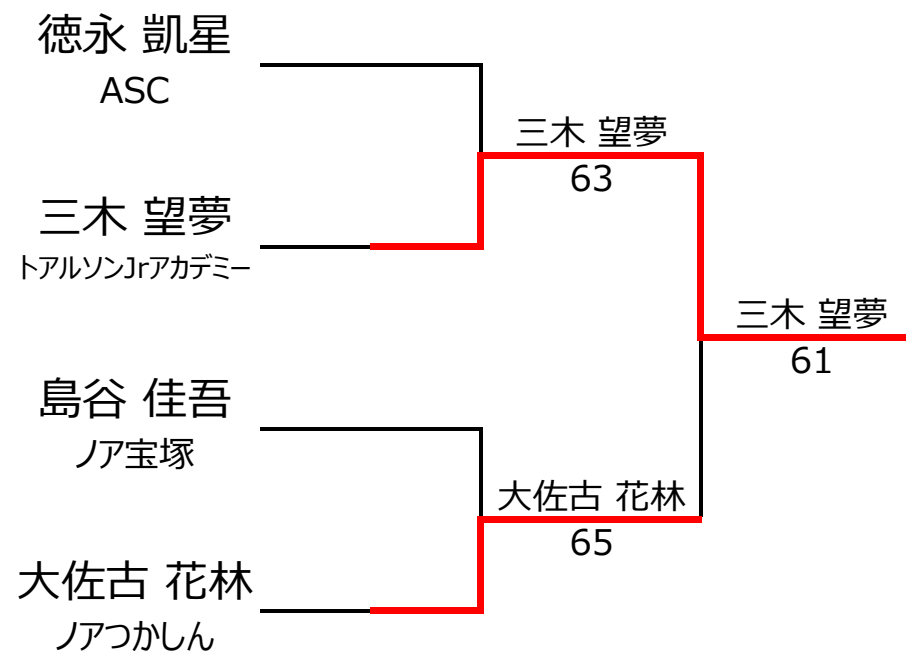 徳永 凱星
ASC
三木 望夢
63
三木 望夢
トアルソンJrアカデミー
三木 望夢
61
島谷 佳吾
ノア宝塚
大佐古 花林
65
大佐古 花林
ノアつかしん